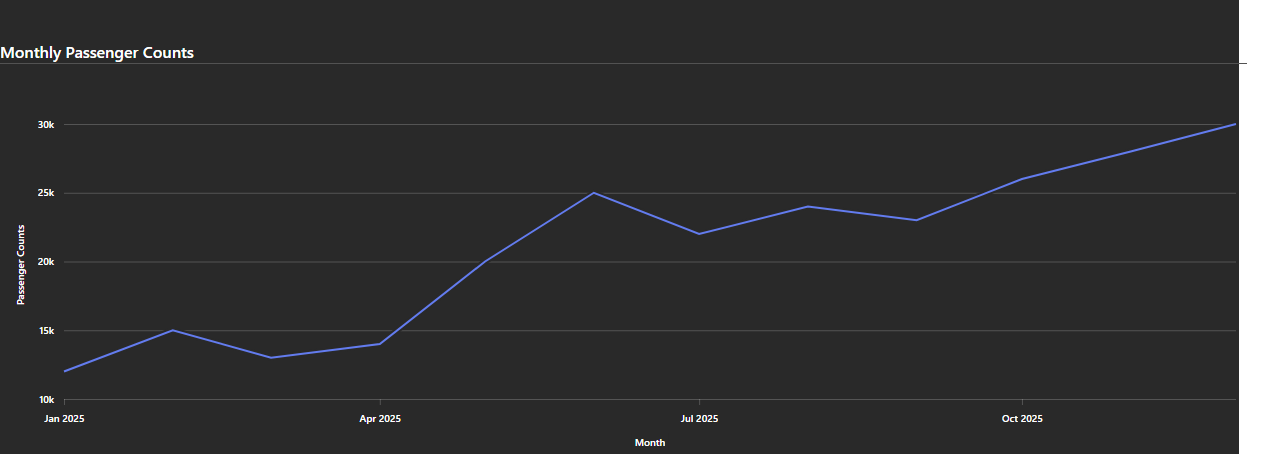 Monthly Passenger Counts
30k
25k
20k
15k
10k
Passenger Counts
Jan 2025
Apr 2025
Jul 2025
Oct 2025
Month